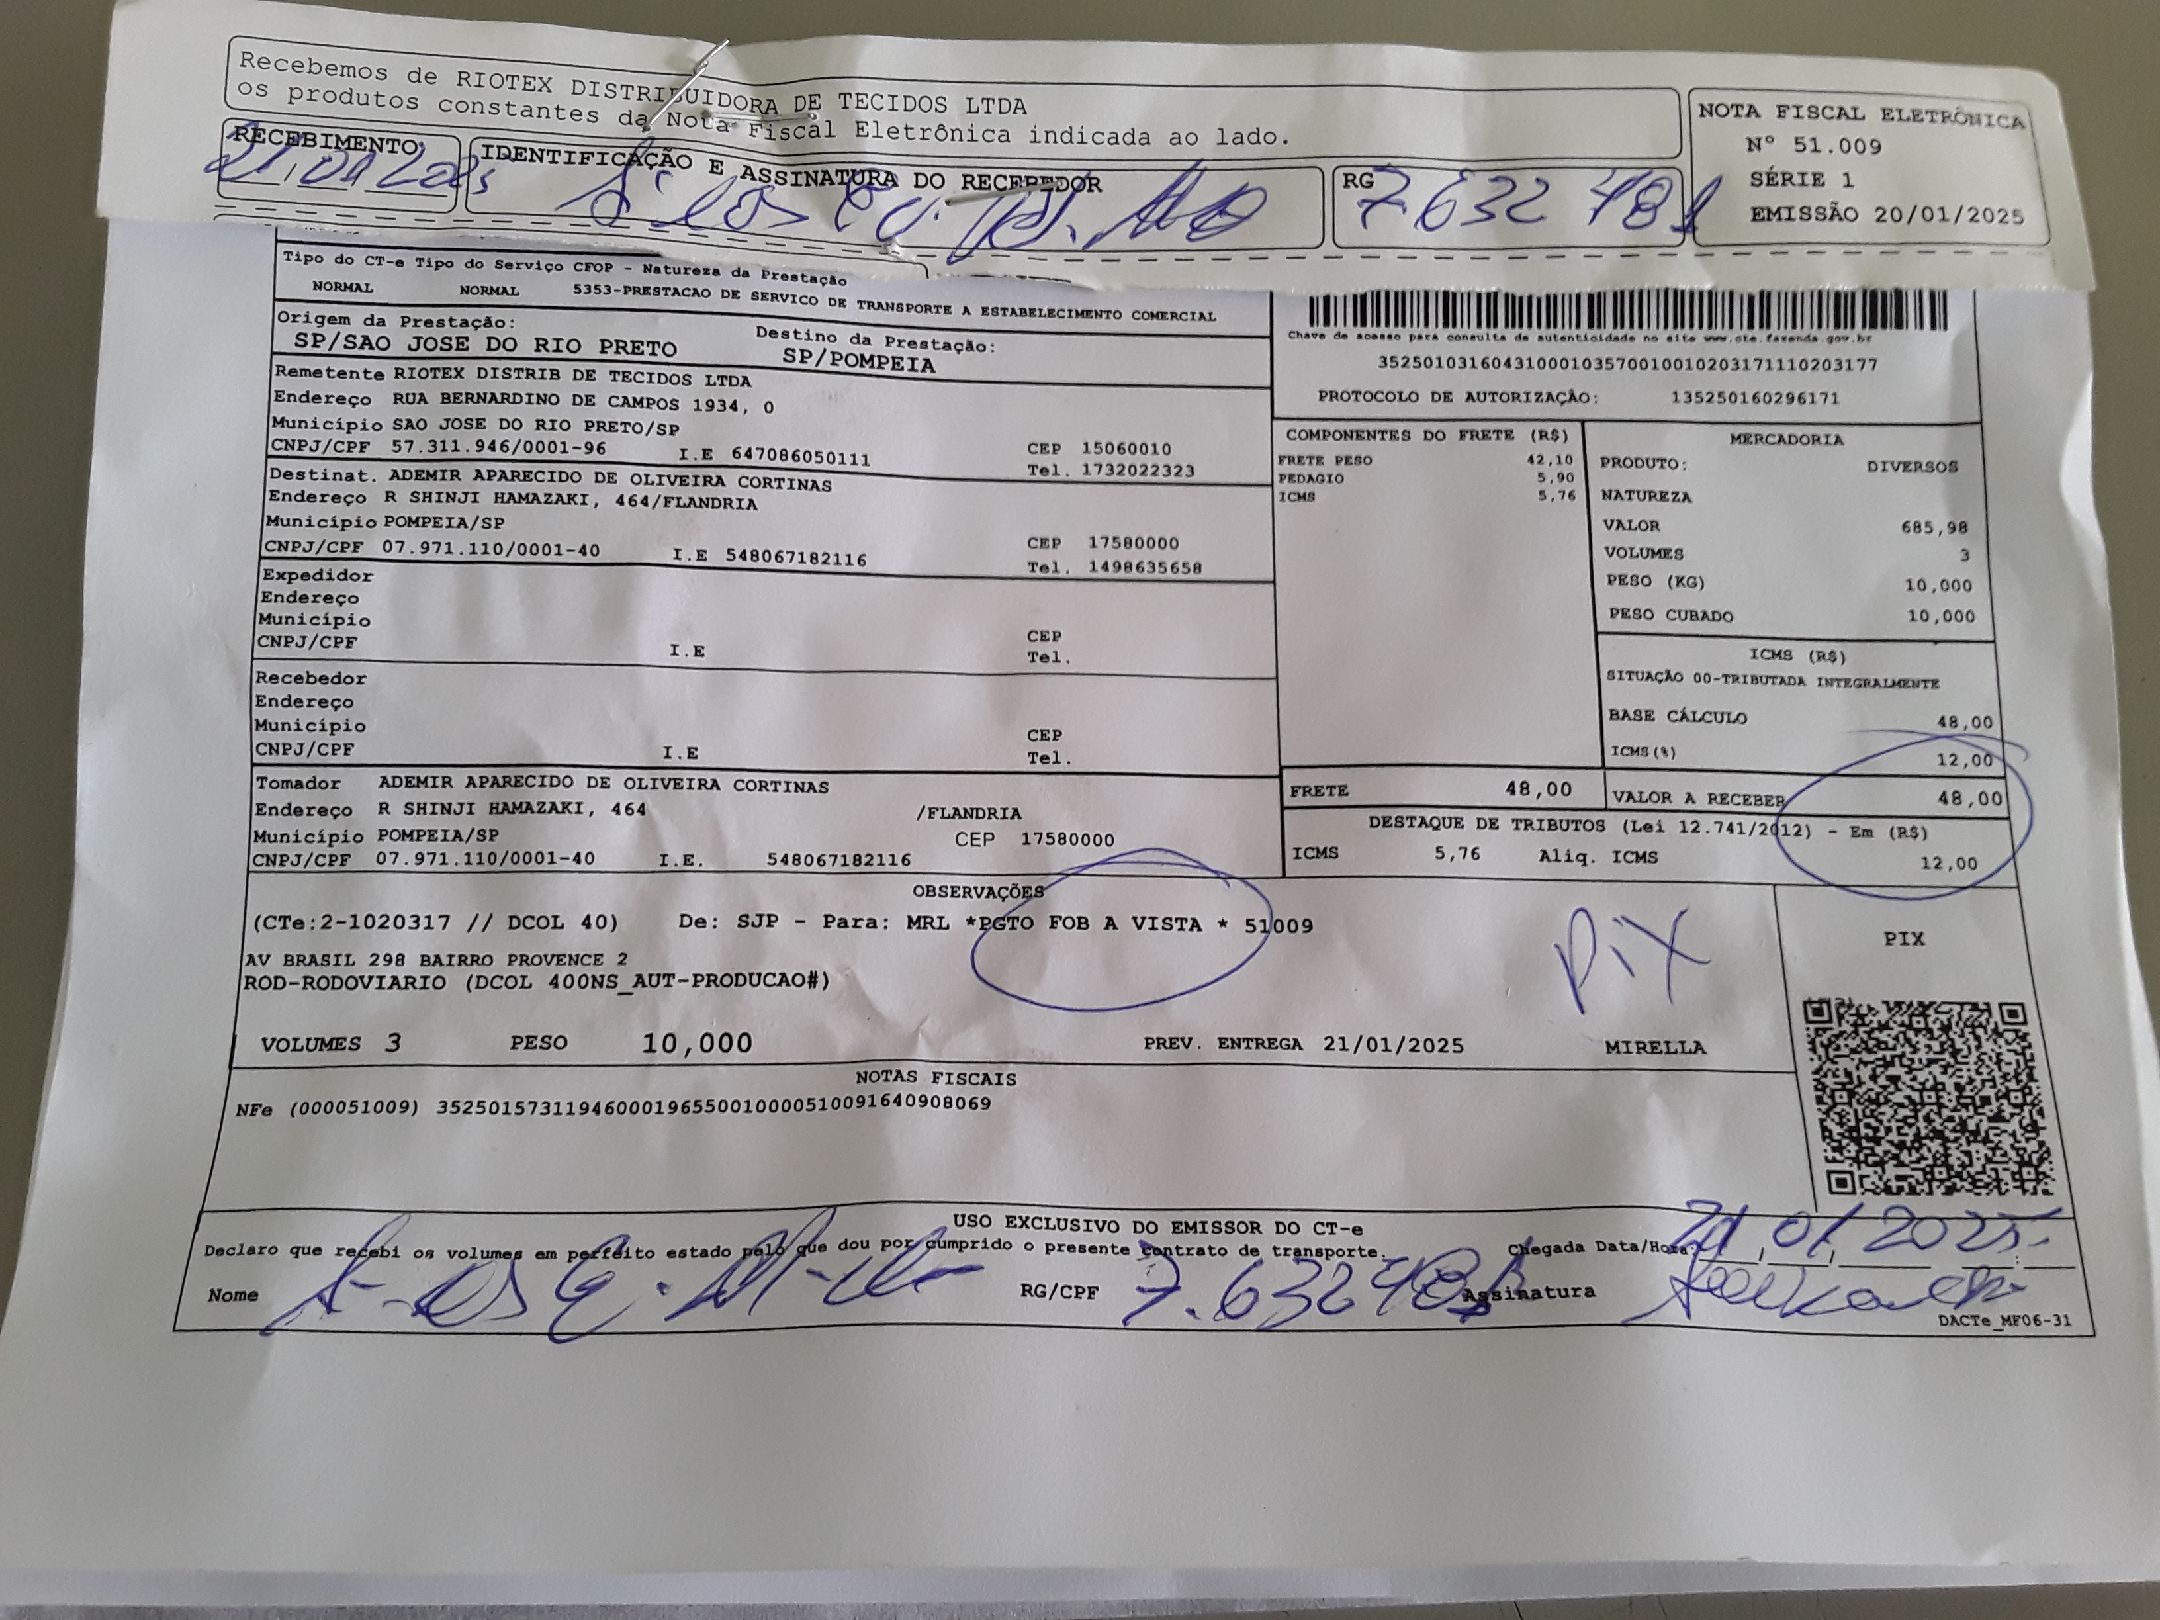 Recebemos de RIOTEX DISTRIBUIDORA DE TECIDOS LTDA
os produtos constantes da Nota Fiscal Eletrônica indicada ao lado.
NOTA FISCAL ELETRÔNICA
Nº 51.009
SÉRIE 1
EMISSÃO 20/01/2025
RECEBIMENTO
IDENTIFICAÇÃO E ASSINATURA DO RECEBEDOR
RG
7.632 481
Tipo do CT-e Tipo do Serviço CFOP - Natureza da Prestação
NORMAL NORMAL 5353-PRESTACAO DE SERVICO DE TRANSPORTE A ESTABELECIMENTO COMERCIAL
Origem da Prestação: Destino da Prestação:
SP/SAO JOSE DO RIO PRETO SP/POMPEIA
Chave de acesso para consulta de autenticidade no site www.cte.fazenda.gov.br
35250103160431000103570010010203171110203177
PROTOCOLO DE AUTORIZAÇÃO: 135250160296171
Remetente RIOTEX DISTRIB DE TECIDOS LTDA
Endereço RUA BERNARDINO DE CAMPOS 1934, 0
Município SAO JOSE DO RIO PRETO/SP
CNPJ/CPF 57.311.946/0001-96 I.E 647086050111 CEP 15060010
Tel. 1732022323
Destinat. ADEMIR APARECIDO DE OLIVEIRA CORTINAS
Endereço R SHINJI HAMAZAKI, 464/FLANDRIA
Município POMPEIA/SP
CNPJ/CPF 07.971.110/0001-40 I.E 548067182116 CEP 17580000
Tel. 1498635658
Expedidor
Endereço
Município
CNPJ/CPF I.E CEP
Tel.
Recebedor
Endereço
Município
CNPJ/CPF I.E CEP
Tel.
Tomador ADEMIR APARECIDO DE OLIVEIRA CORTINAS
Endereço R SHINJI HAMAZAKI, 464 /FLANDRIA
Município POMPEIA/SP CEP 17580000
CNPJ/CPF 07.971.110/0001-40 I.E. 548067182116
COMPONENTES DO FRETE (R$)
FRETE PESO 42,10
PEDAGIO 5,90
ICMS 5,76
MERCADORIA
PRODUTO: DIVERSOS
NATUREZA
VALOR 685,98
VOLUMES 3
PESO (KG) 10,000
PESO CUBADO 10,000
ICMS (R$)
SITUAÇÃO 00-TRIBUTADA INTEGRALMENTE
BASE CÁLCULO 48,00
ICMS(%) 12,00
FRETE 48,00 VALOR A RECEBER 48,00
DESTAQUE DE TRIBUTOS (Lei 12.741/2012) - Em (R$)
ICMS 5,76 Aliq. ICMS 12,00
OBSERVAÇÕES
(CTe:2-1020317 // DCOL 40) De: SJP - Para: MRL *PGTO FOB A VISTA * 51009
AV BRASIL 298 BAIRRO PROVENCE 2
ROD-RODOVIARIO (DCOL 400NS_AUT-PRODUCAO#)
PIX
PIX
VOLUMES 3 PESO 10,000 PREV. ENTREGA 21/01/2025 MIRELLA
NOTAS FISCAIS
NFe (000051009) 35250157311946000196550010000510091640908069
USO EXCLUSIVO DO EMISSOR DO CT-e
Declaro que recebi os volumes em perfeito estado pelo que dou por cumprido o presente contrato de transporte. Chegada Data/Hora: 21 01 2025
Nome RG/CPF 7.632481 Assinatura
DACTe_MF06-31